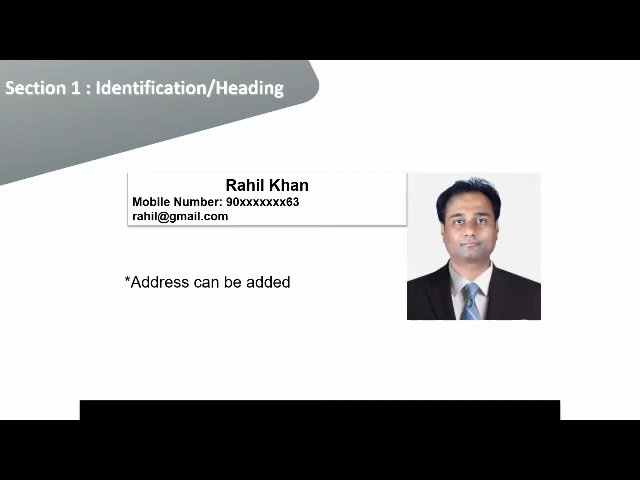 Section 1 : Identification/Heading
Rahil Khan
Mobile Number: 90xxxxxxx63
rahil@gmail.com
*Address can be added